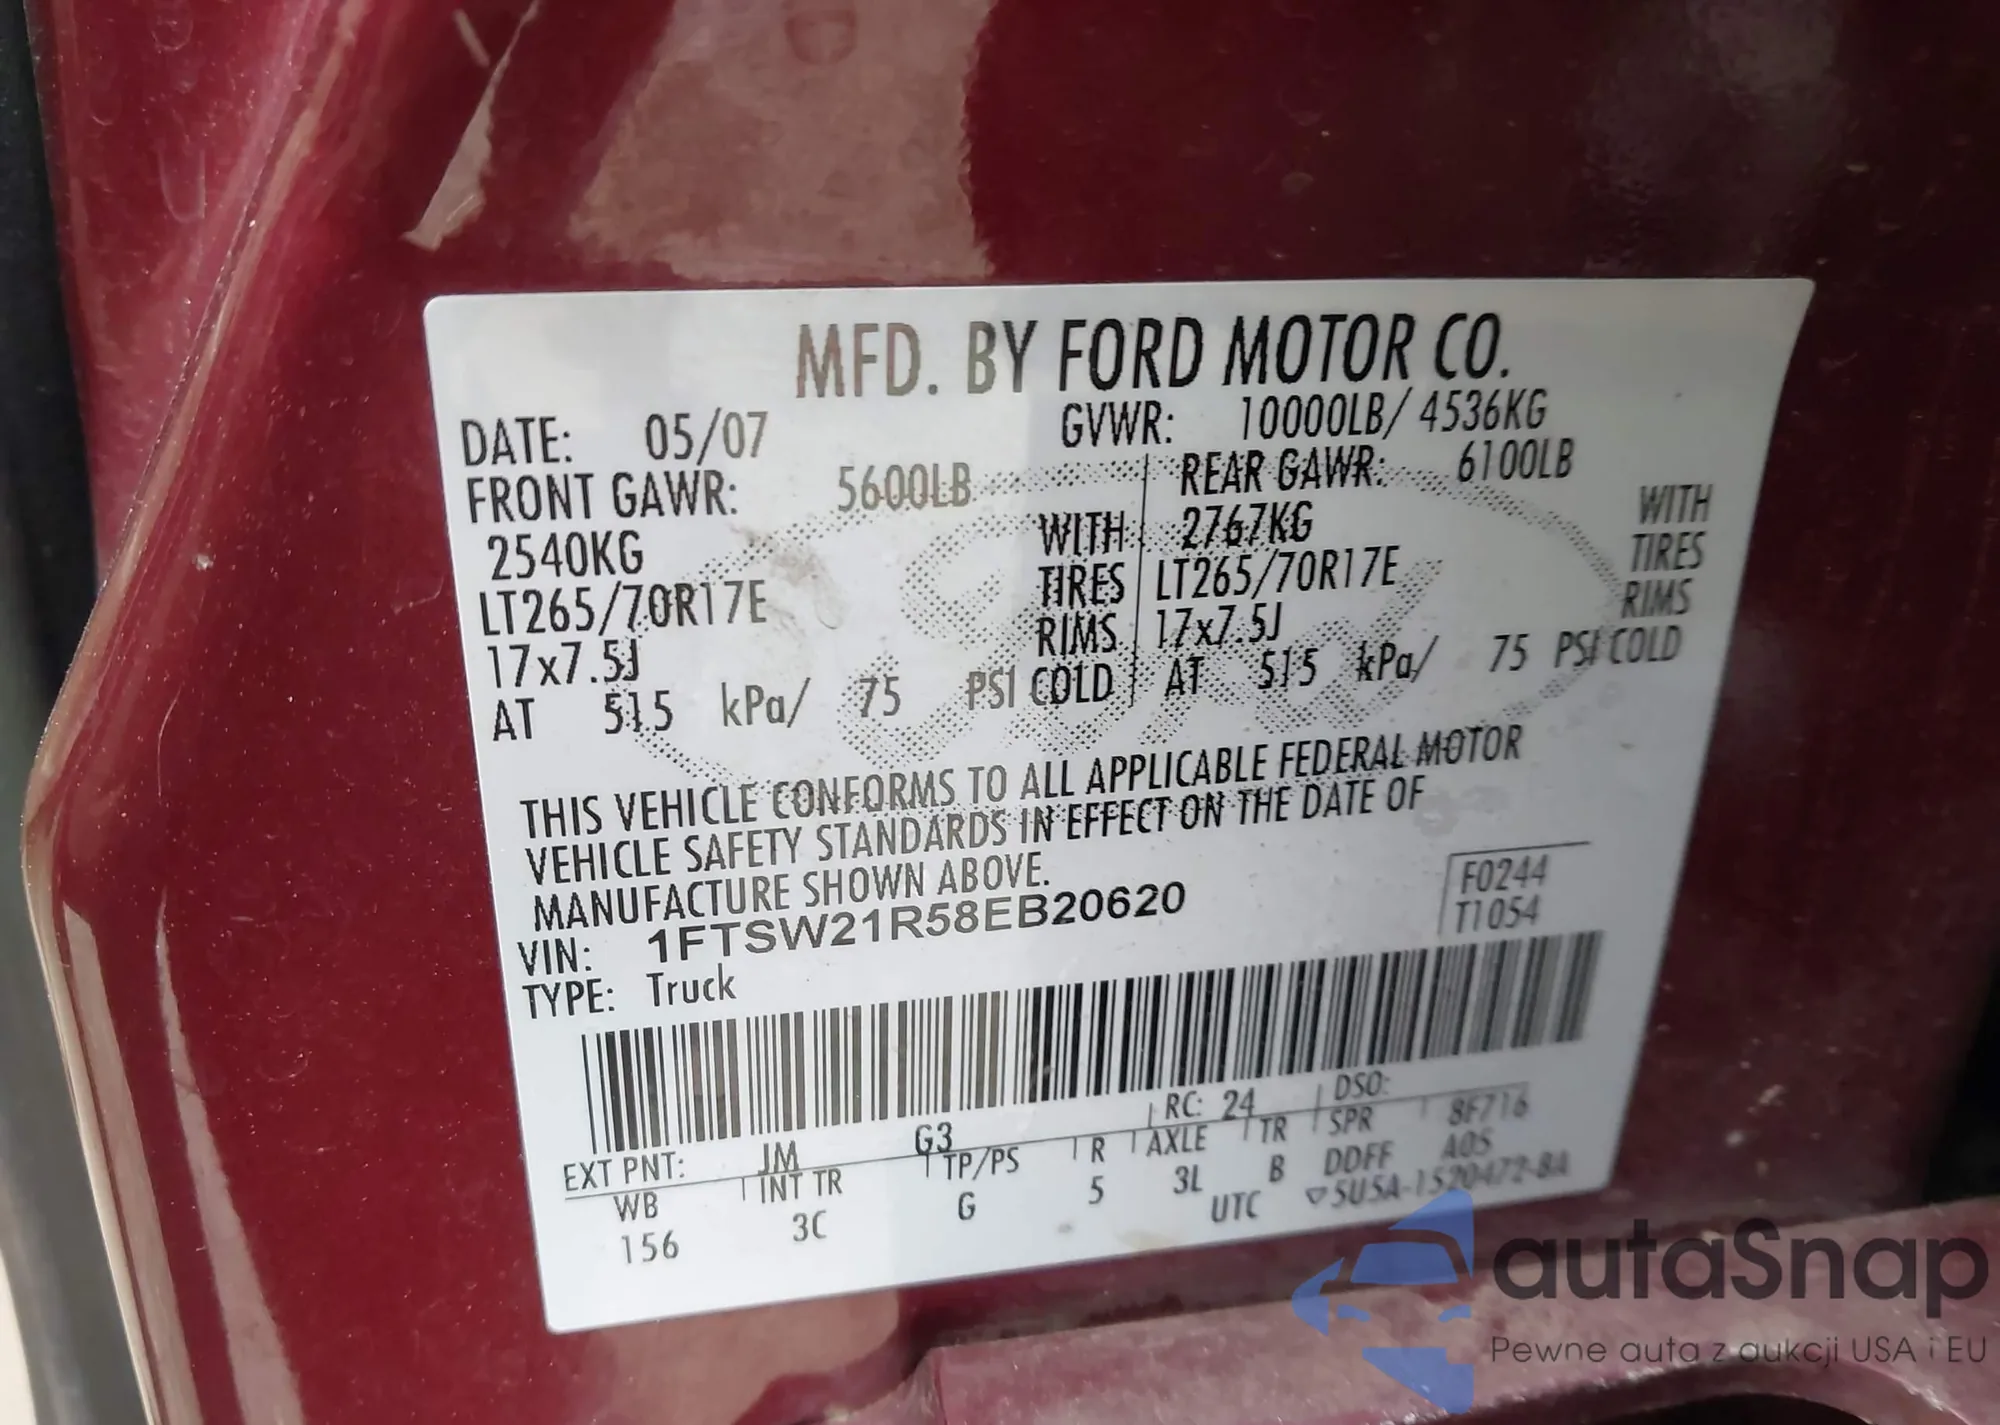 MFD. BY FORD MOTOR CO.
DATE: 05/07 GVWR: 10000LB/ 4536KG
FRONT GAWR: 5600LB REAR GAWR: 6100LB
2540KG WITH 2767KG WITH
LT265/70R17E TIRES LT265/70R17E TIRES
17x7.5J RIMS 17x7.5J RIMS
AT 515 kPa/ 75 PSI COLD AT 515 kPa/ 75 PSI COLD
THIS VEHICLE CONFORMS TO ALL APPLICABLE FEDERAL MOTOR
VEHICLE SAFETY STANDARDS IN EFFECT ON THE DATE OF
MANUFACTURE SHOWN ABOVE.
VIN: 1FTSW21R58EB20620
TYPE: Truck
F0244
T1054
EXT PNT: JM G3 RC: 24 DSO:
WB INT TR TP/PS R AXLE TR SPR 8F716
156 3C G 5 3L B DDFF A05
UTC ▽5U5A-1520472-BA
autaSnap
Pewne auta z aukcji USA i EU